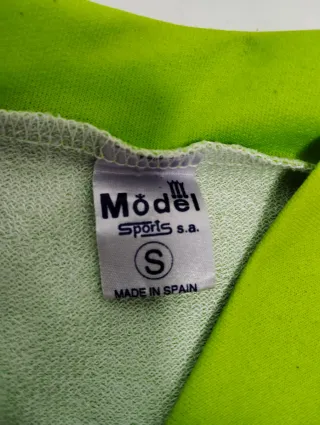 Model
Sports s.a.
S
MADE IN SPAIN